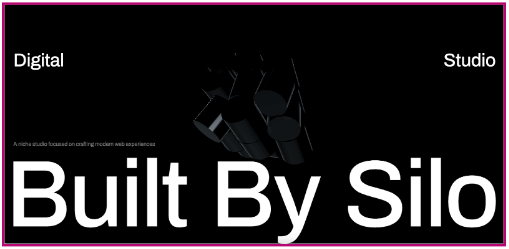 Digital
Studio
A niche studio focused on crafting modern web experiences
Built By Silo